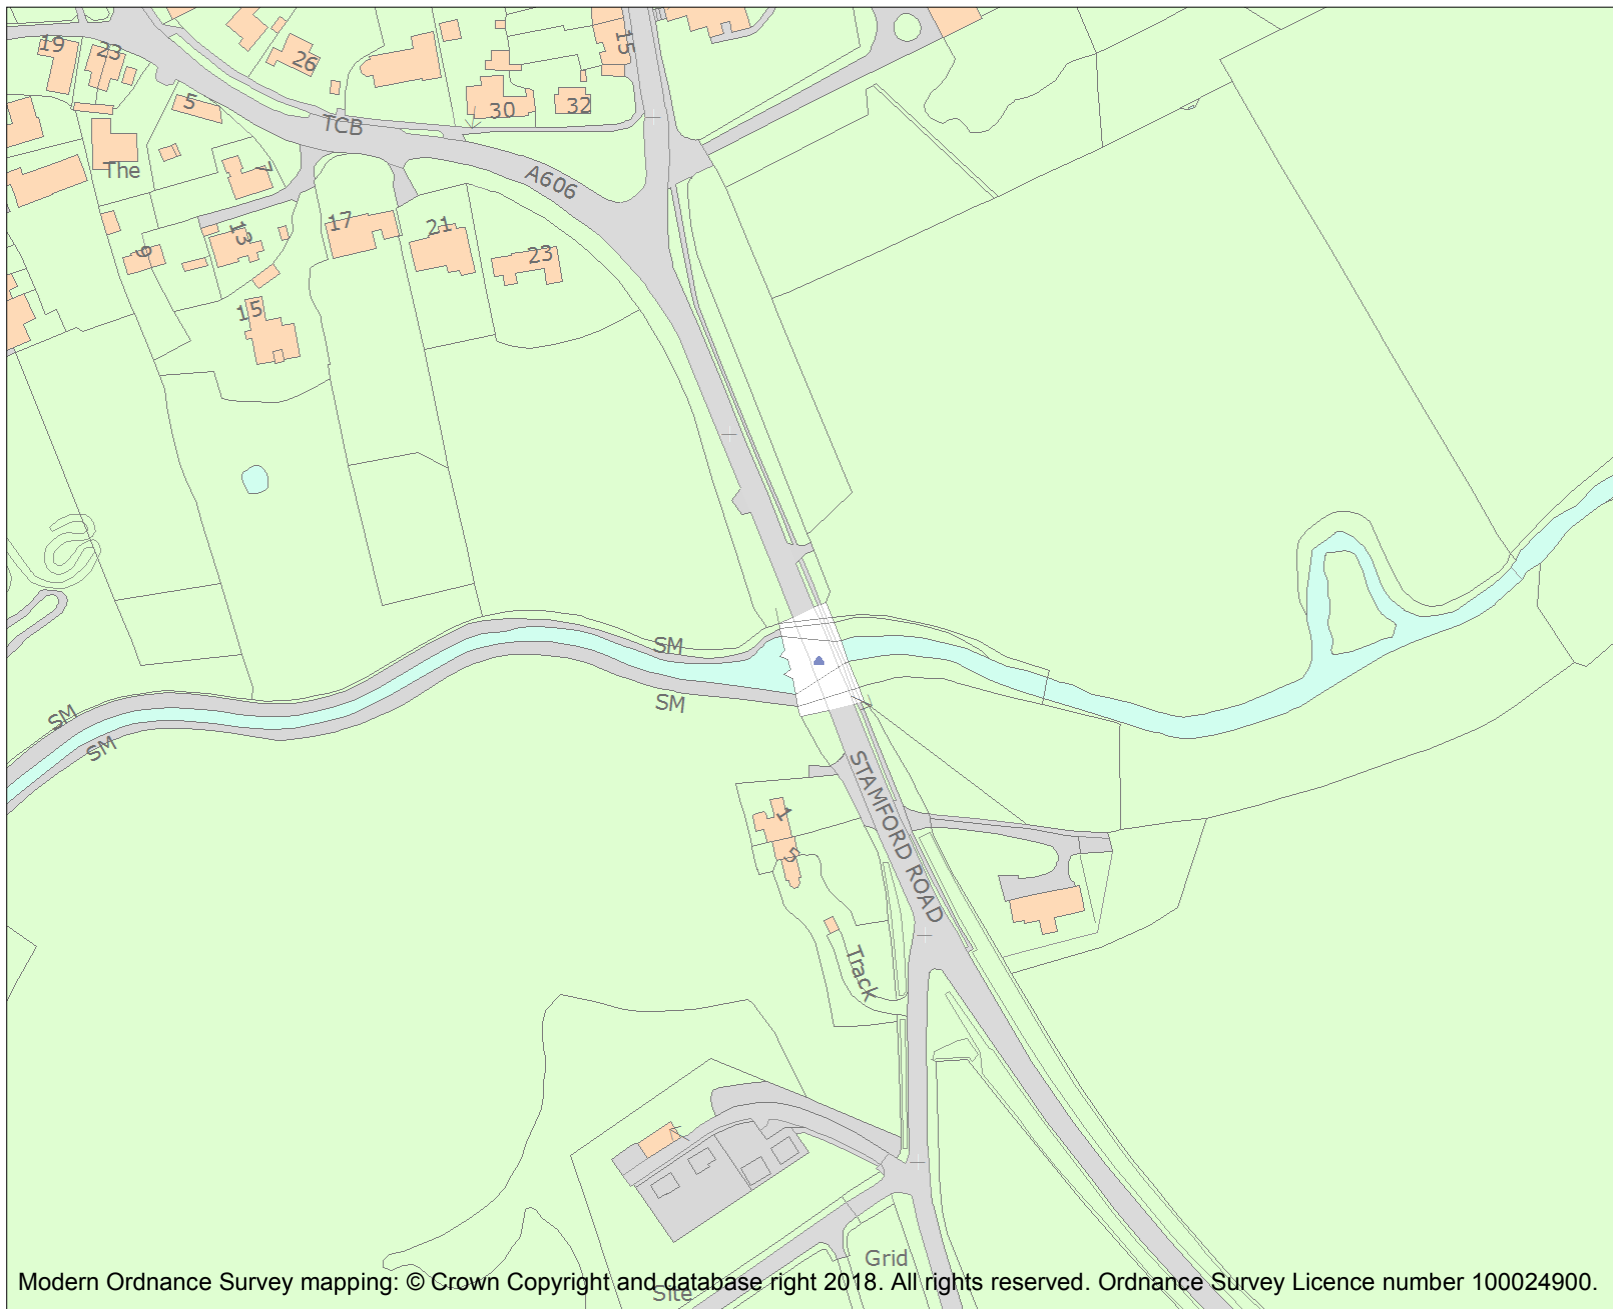 19
23
26
15
5
30
32
TCB
The
7
A606
17
21
13
9
23
15
SM
SM
SM
SM
STAMFORD ROAD
1
5
Track
Grid
Site
Modern Ordnance Survey mapping: © Crown Copyright and database right 2018. All rights reserved. Ordnance Survey Licence number 100024900.